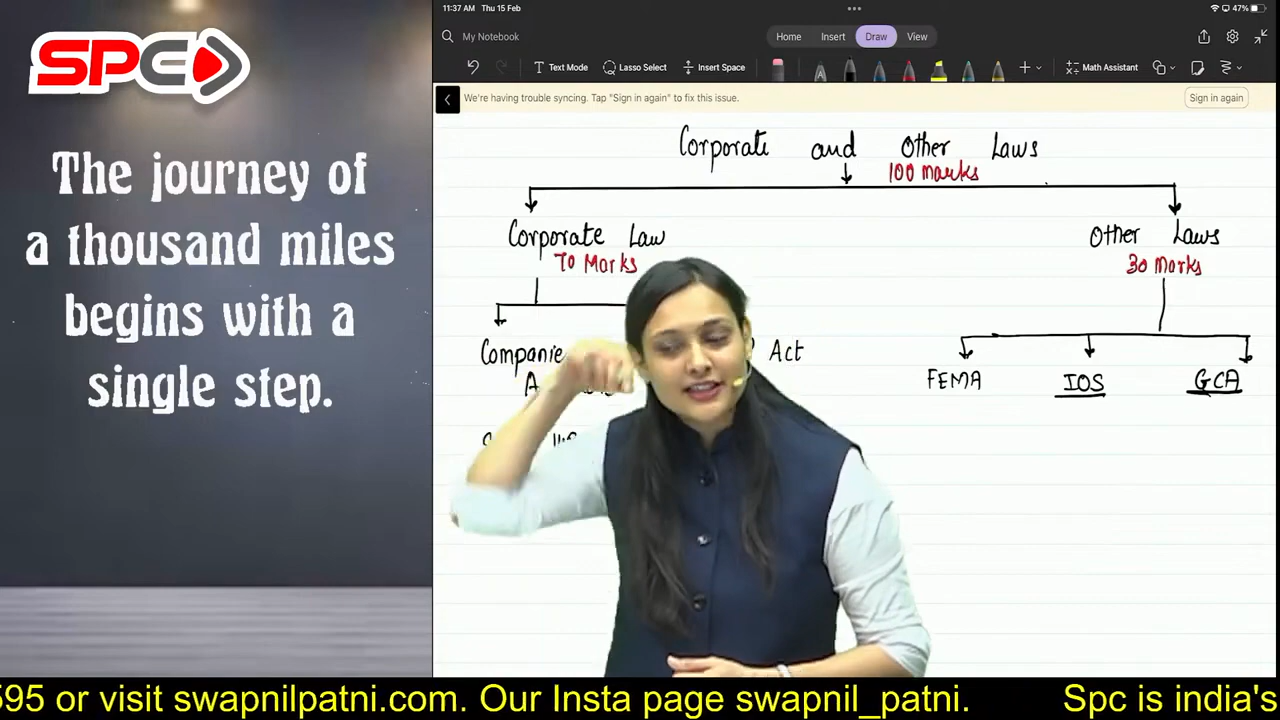 SPC
The journey of
a thousand miles
begins with a
single step.
11:37 AM Thu 15 Feb
47%
My Notebook
Home Insert Draw View
Text Mode Lasso Select Insert Space Math Assistant
We're having trouble syncing. Tap "Sign in again" to fix this issue.
Sign in again
Corporate and Other Laws
100 marks
Corporate Law
70 Marks
Other Laws
30 Marks
Act
FEMA IOS GCA
595 or visit swapnilpatni.com. Our Insta page swapnil_patni. Spc is india's